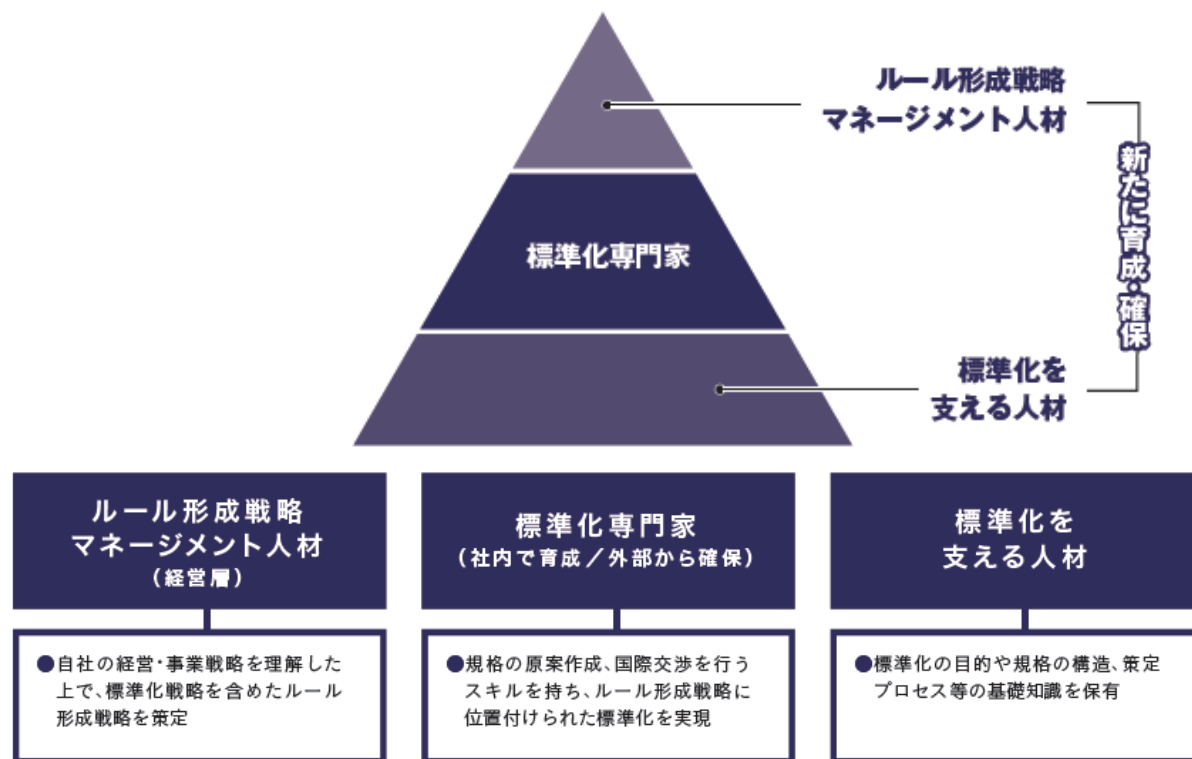 ルール形成戦略
マネージメント人材
新たに育成・確保
標準化専門家
標準化を
支える人材
ルール形成戦略
マネージメント人材
(経営層)
●自社の経営・事業戦略を理解した
上で、標準化戦略を含めたルール
形成戦略を策定
標準化専門家
(社内で育成/外部から確保)
●規格の原案作成、国際交渉を行う
スキルを持ち、ルール形成戦略に
位置付けられた標準化を実現
標準化を
支える人材
●標準化の目的や規格の構造、策定
プロセス等の基礎知識を保有